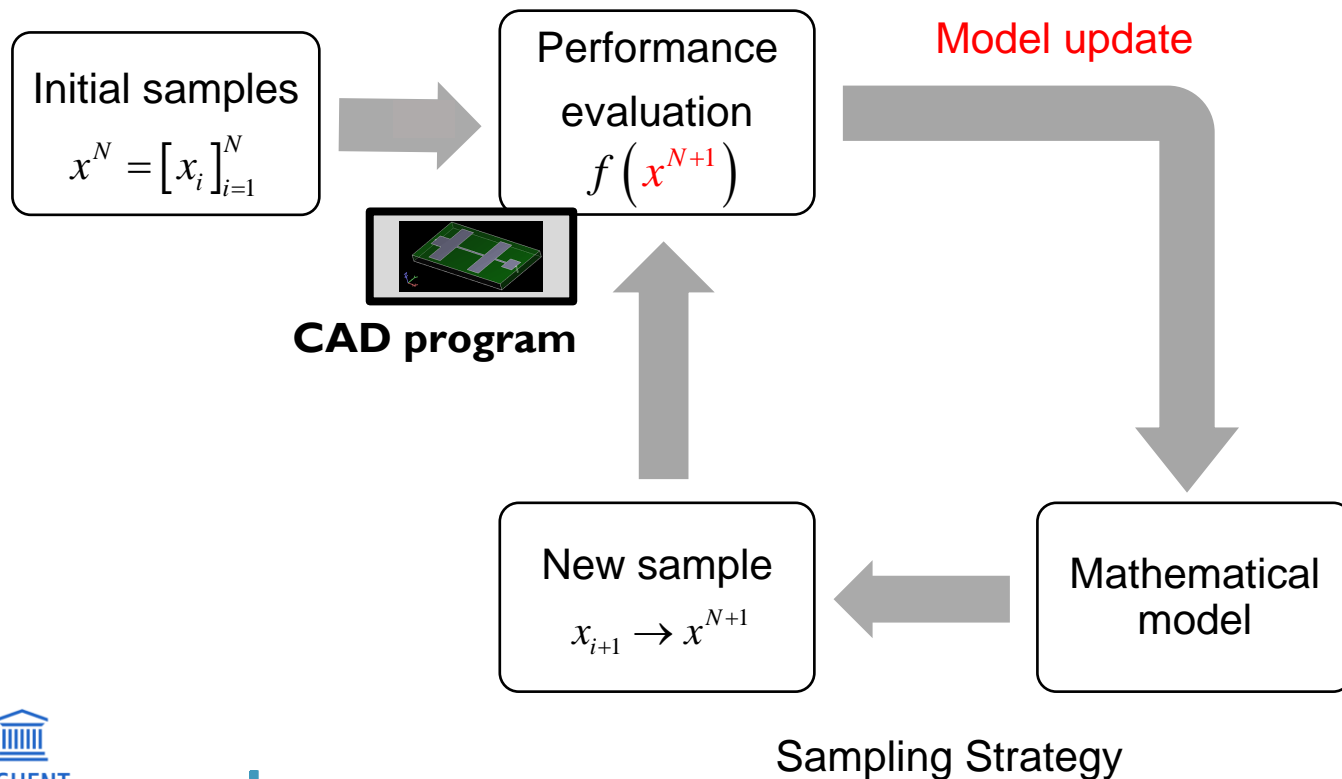 Initial samples
x^N = [x_i]_{i=1}^N
Performance
evaluation
f(x^{N+1})
Model update
CAD program
New sample
x_{i+1} → x^{N+1}
Mathematical
model
Sampling Strategy